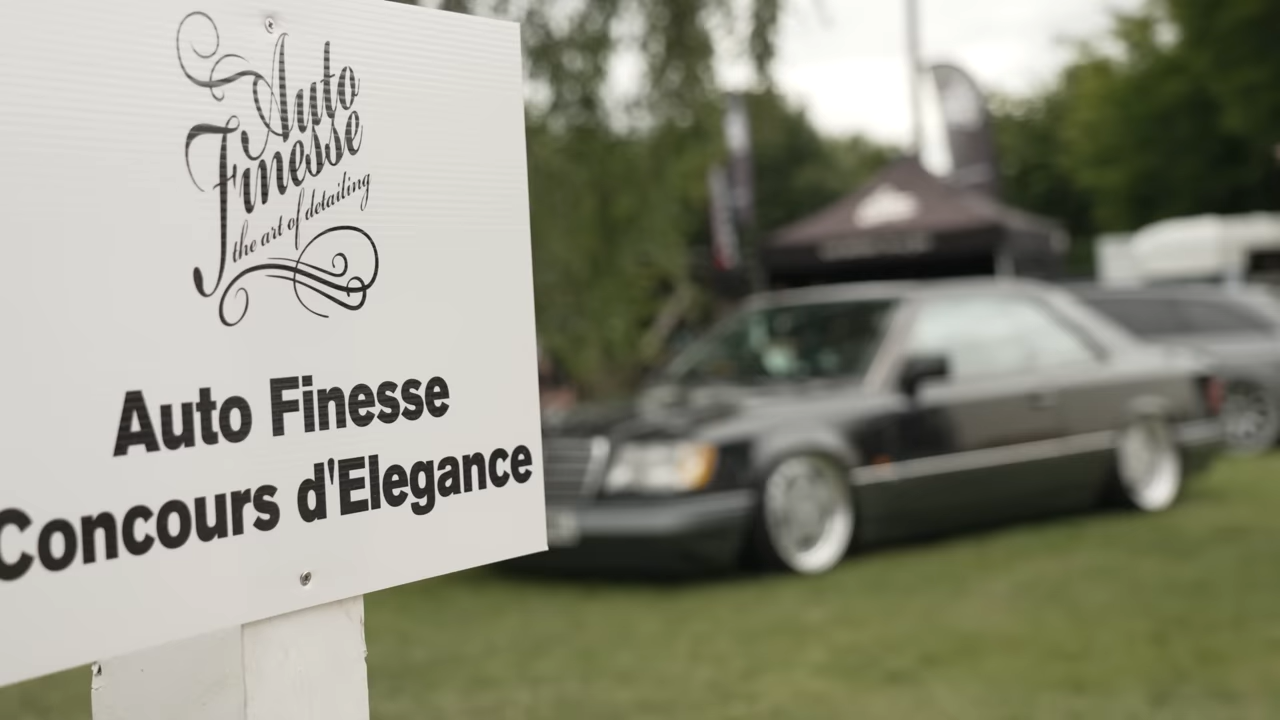 Auto
Finesse
the art of detailing
Auto Finesse
Concours d'Elegance